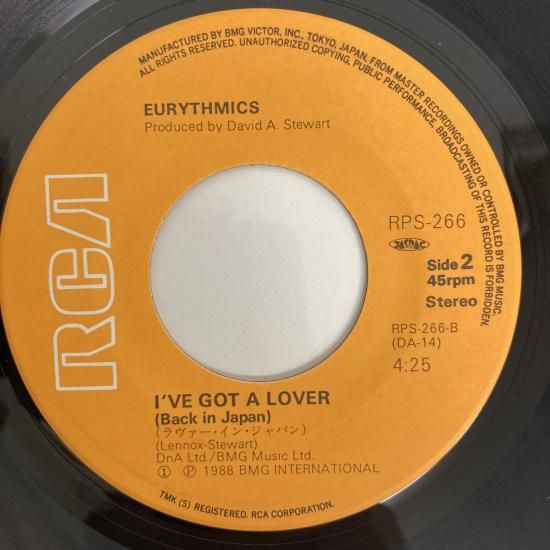 MANUFACTURED BY BMG VICTOR, INC., TOKYO, JAPAN, FROM MASTER RECORDINGS OWNED OR CONTROLLED BY BMG MUSIC.
ALL RIGHTS RESERVED. UNAUTHORIZED COPYING, PUBLIC PERFORMANCE, BROADCASTING OF THIS RECORD IS FORBIDDEN.
EURYTHMICS
Produced by David A. Stewart
RCA
RPS-266
JASRAC
Side 2
45rpm
Stereo
RPS-266-B
(DA-14)
4:25
I'VE GOT A LOVER
(Back in Japan)
(ラヴァー・イン・ジャパン)
(Lennox-Stewart)
DnA Ltd./BMG Music Ltd.
① Ⓟ 1988 BMG INTERNATIONAL
TMK (S) REGISTERED. RCA CORPORATION.